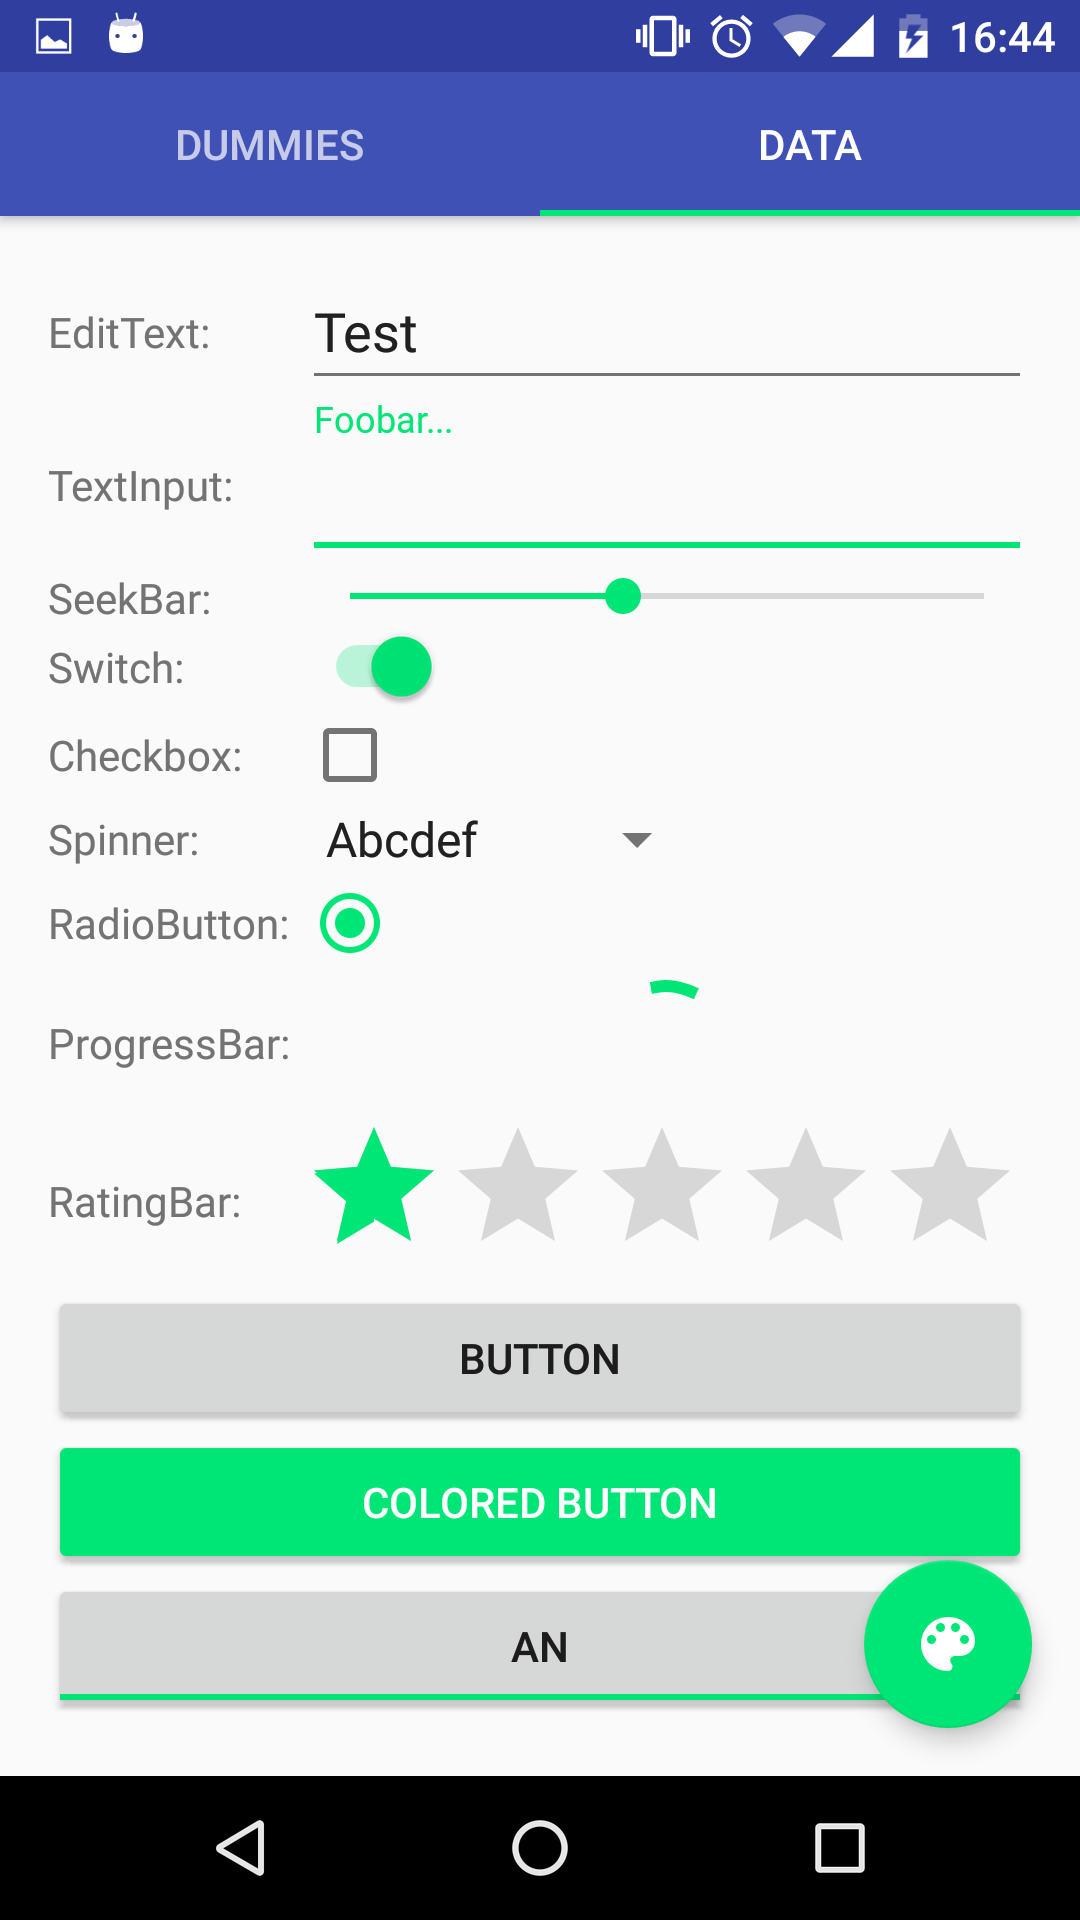 16:44
DUMMIES DATA
EditText: Test
Foobar...
TextInput:
SeekBar:
Switch:
Checkbox:
Spinner: Abcdef
RadioButton:
ProgressBar:
RatingBar:
BUTTON
COLORED BUTTON
AN